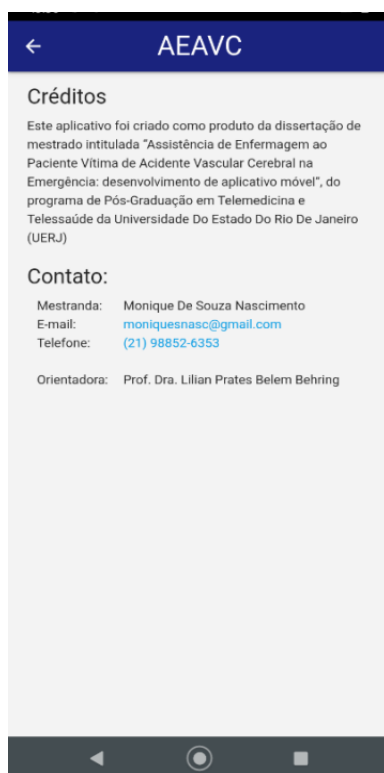 AEAVC
Créditos
Este aplicativo foi criado como produto da dissertação de
mestrado intitulada "Assistência de Enfermagem ao
Paciente Vítima de Acidente Vascular Cerebral na
Emergência: desenvolvimento de aplicativo móvel", do
programa de Pós-Graduação em Telemedicina e
Telessaúde da Universidade Do Estado Do Rio De Janeiro
(UERJ)
Contato:
Mestranda: Monique De Souza Nascimento
E-mail: moniquesnasc@gmail.com
Telefone: (21) 98852-6353
Orientadora: Prof. Dra. Lilian Prates Belem Behring